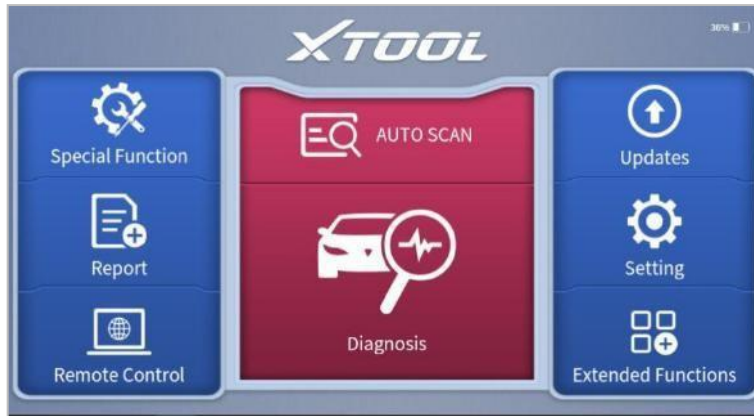 36%
XTOOL
Special Function
AUTO SCAN
Updates
Report
Diagnosis
Setting
Remote Control
Extended Functions